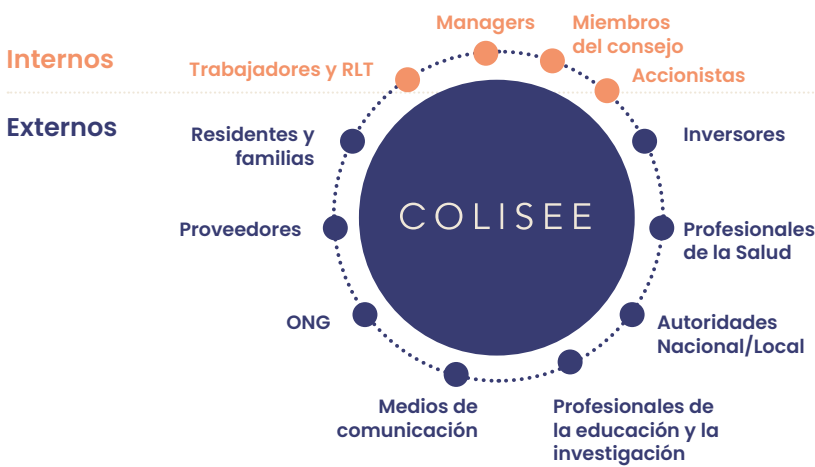 Managers
Miembros
del consejo
Internos
Trabajadores y RLT
Accionistas
Externos
Residentes y
familias
Inversores
COLISEE
Proveedores
Profesionales
de la Salud
ONG
Autoridades
Nacional/Local
Medios de
comunicación
Profesionales de
la educación y la
investigación